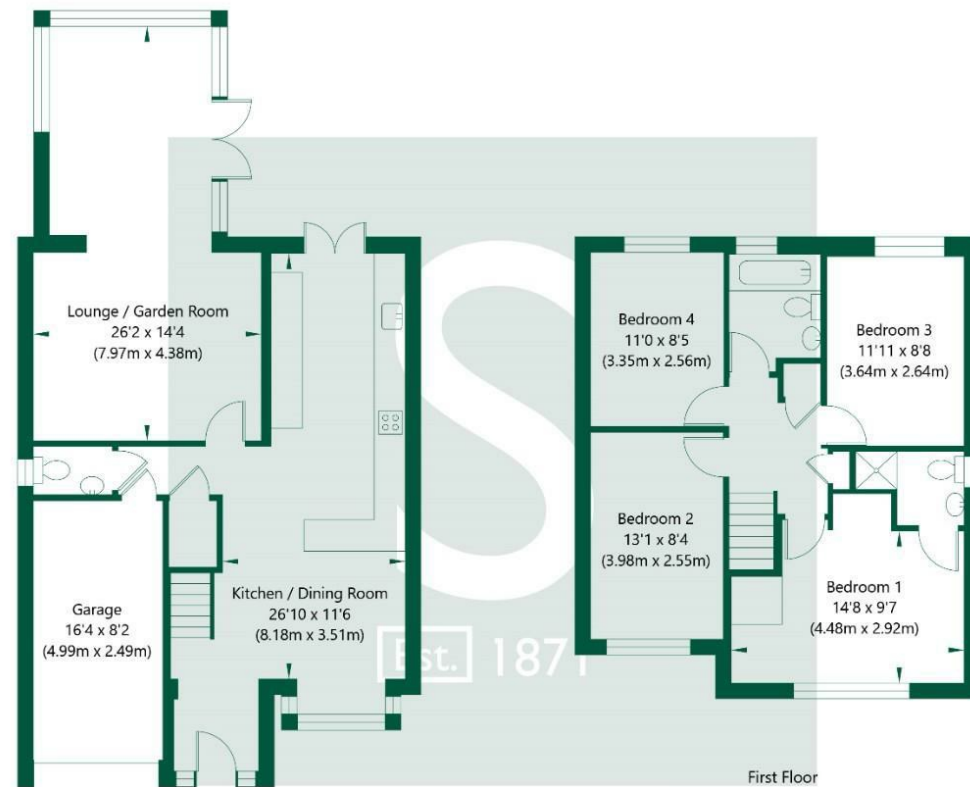 Lounge / Garden Room
26'2 x 14'4
(7.97m x 4.38m)
Kitchen / Dining Room
26'10 x 11'6
(8.18m x 3.51m)
Garage
16'4 x 8'2
(4.99m x 2.49m)
Bedroom 4
11'0 x 8'5
(3.35m x 2.56m)
Bedroom 3
11'11 x 8'8
(3.64m x 2.64m)
Bedroom 2
13'1 x 8'4
(3.98m x 2.55m)
Bedroom 1
14'8 x 9'7
(4.48m x 2.92m)
S
Est. 1871
First Floor